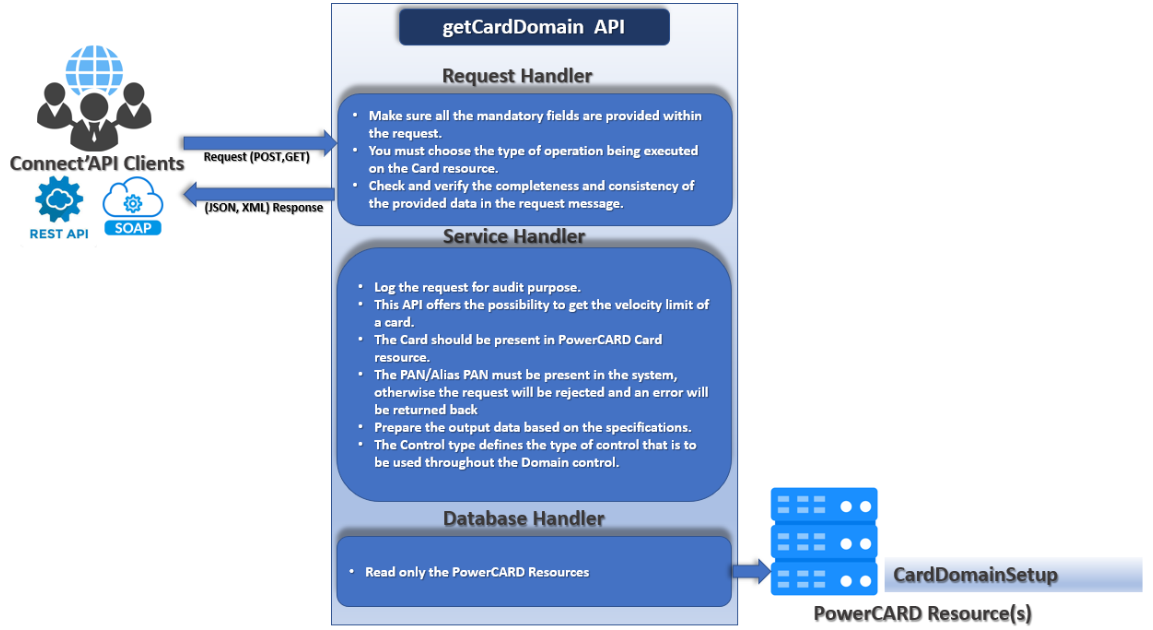 getCardDomain API
Request Handler
• Make sure all the mandatory fields are provided within
the request.
• You must choose the type of operation being executed
on the Card resource.
• Check and verify the completeness and consistency of
the provided data in the request message.
Connect'API Clients
REST API
SOAP
Request (POST,GET)
(JSON, XML) Response
Service Handler
• Log the request for audit purpose.
• This API offers the possibility to get the velocity limit of
a card.
• The Card should be present in PowerCARD Card
resource.
• The PAN/Alias PAN must be present in the system,
otherwise the request will be rejected and an error will
be returned back
• Prepare the output data based on the specifications.
• The Control type defines the type of control that is to
be used throughout the Domain control.
Database Handler
• Read only the PowerCARD Resources
CardDomainSetup
PowerCARD Resource(s)